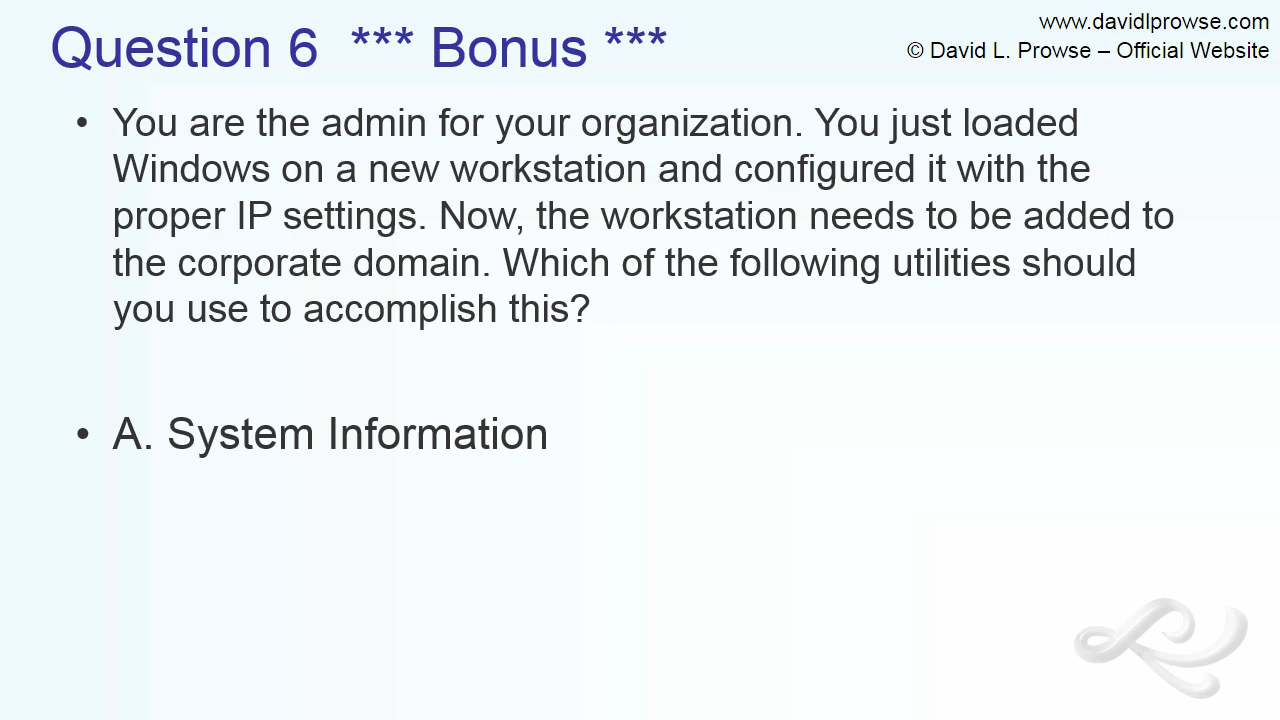 Question 6 *** Bonus ***
www.davidlprowse.com
© David L. Prowse – Official Website
• You are the admin for your organization. You just loaded
Windows on a new workstation and configured it with the
proper IP settings. Now, the workstation needs to be added to
the corporate domain. Which of the following utilities should
you use to accomplish this?
• A. System Information